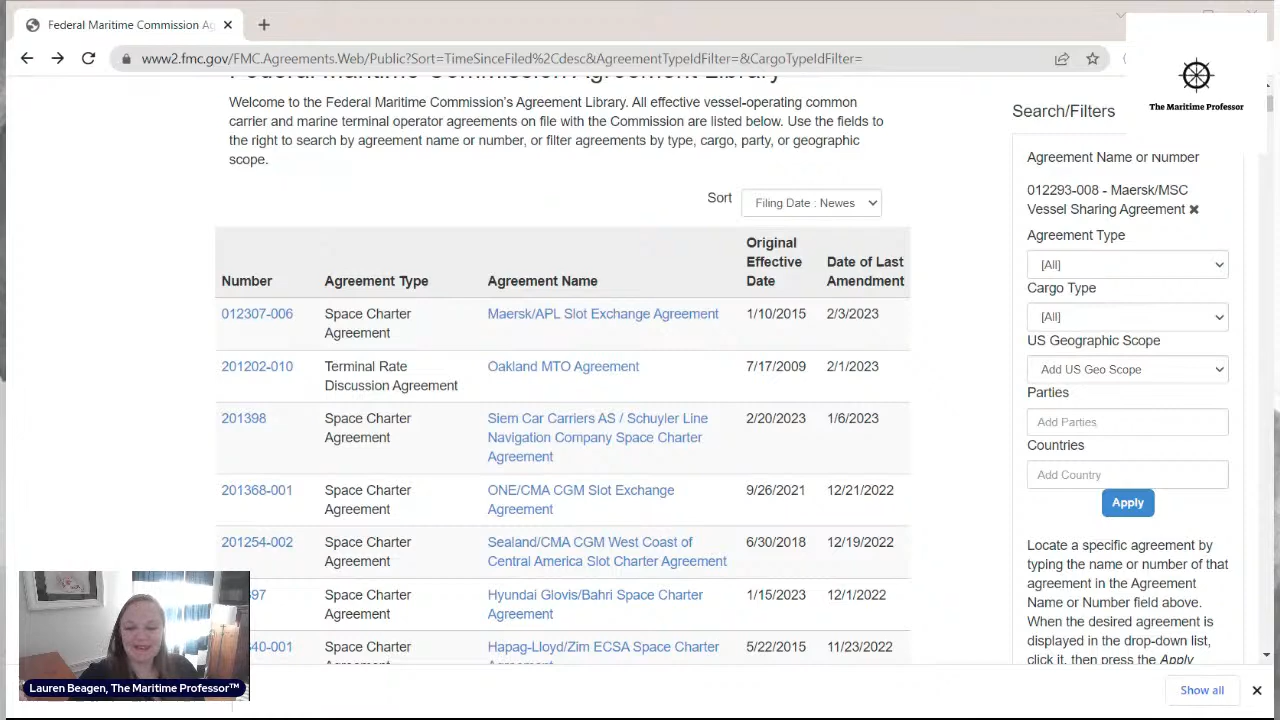 Federal Maritime Commission Ag
www2.fmc.gov/FMC.Agreements.Web/Public?Sort=TimeSinceFiled%2Cdesc&AgreementTypeIdFilter=&CargoTypeIdFilter=
The Maritime Professor
Federal Maritime Commission Agreement Library
Welcome to the Federal Maritime Commission's Agreement Library. All effective vessel-operating common
carrier and marine terminal operator agreements on file with the Commission are listed below. Use the fields to
the right to search by agreement name or number, or filter agreements by type, cargo, party, or geographic
scope.
Sort Filing Date : Newes
Number Agreement Type Agreement Name Original Effective Date Date of Last Amendment
012307-006 Space Charter Agreement Maersk/APL Slot Exchange Agreement 1/10/2015 2/3/2023
201202-010 Terminal Rate Discussion Agreement Oakland MTO Agreement 7/17/2009 2/1/2023
201398 Space Charter Agreement Siem Car Carriers AS / Schuyler Line Navigation Company Space Charter Agreement 2/20/2023 1/6/2023
201368-001 Space Charter Agreement ONE/CMA CGM Slot Exchange Agreement 9/26/2021 12/21/2022
201254-002 Space Charter Agreement Sealand/CMA CGM West Coast of Central America Slot Charter Agreement 6/30/2018 12/19/2022
97 Space Charter Agreement Hyundai Glovis/Bahri Space Charter Agreement 1/15/2023 12/1/2022
40-001 Space Charter Agreement Hapag-Lloyd/Zim ECSA Space Charter Agreement 5/22/2015 11/23/2022
Search/Filters
Agreement Name or Number
012293-008 - Maersk/MSC
Vessel Sharing Agreement
Agreement Type
[All]
Cargo Type
[All]
US Geographic Scope
Add US Geo Scope
Parties
Add Parties
Countries
Add Country
Apply
Locate a specific agreement by
typing the name or number of that
agreement in the Agreement
Name or Number field above.
When the desired agreement is
displayed in the drop-down list,
click it, then press the Apply
Lauren Beagen, The Maritime Professor™
Show all